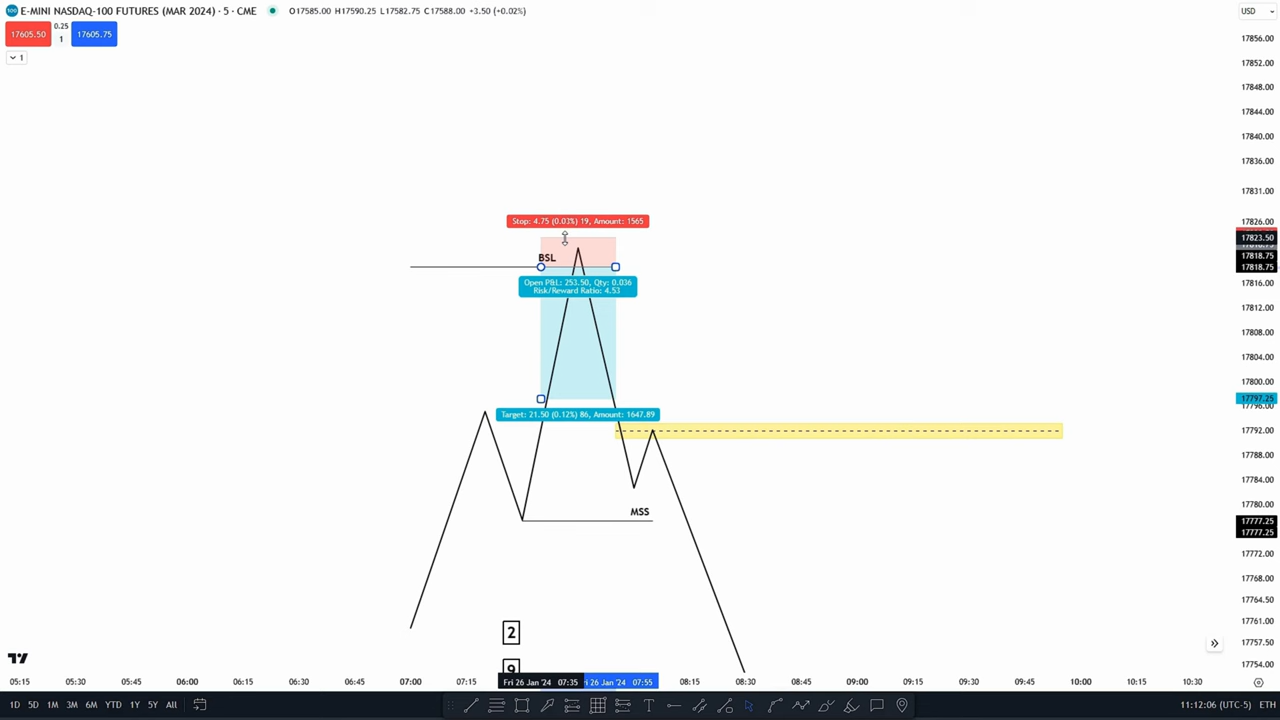 E-MINI NASDAQ-100 FUTURES (MAR 2024) · 5 · CME O17585.00 H17590.25 L17582.75 C17588.00 +3.50 (+0.02%)
USD
17605.50 0.25 17605.75
1
1
17856.00
17852.00
17848.00
17844.00
17840.00
17836.00
17831.00
Stop: 4.75 (0.03%) 19, Amount: 1565
17826.00
17823.50
BSL
17818.75
17818.75
Open P&L: 253.50, Qty: 0.036
Risk/Reward Ratio: 4.53
17816.00
17812.00
17808.00
17804.00
17800.00
17797.25
17796.00
Target: 21.50 (0.12%) 86, Amount: 1647.89
17792.00
17788.00
17784.00
17780.00
MSS
17777.25
17777.25
17772.00
17768.00
17764.50
17761.00
2
17757.50
17754.00
9
05:15 05:30 05:45 06:00 06:15 06:30 06:45 07:00 07:15 Fri 26 Jan '24 07:35 ri 26 Jan '24 07:55 08:15 08:30 08:45 09:00 09:15 09:30 09:45 10:00 10:15 10:30
1D 5D 1M 3M 6M YTD 1Y 5Y All
11:12:06 (UTC-5) ETH